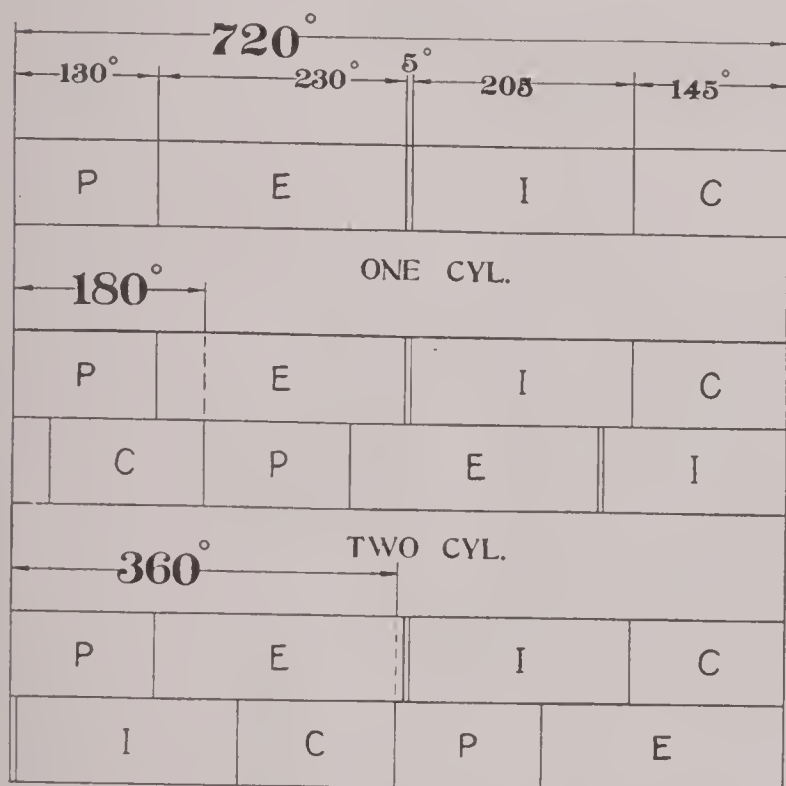 720°
130° 230° 5° 205 145°
P E I C
ONE CYL.
180°
P E I C
C P E I
TWO CYL.
360°
P E I C
I C P E